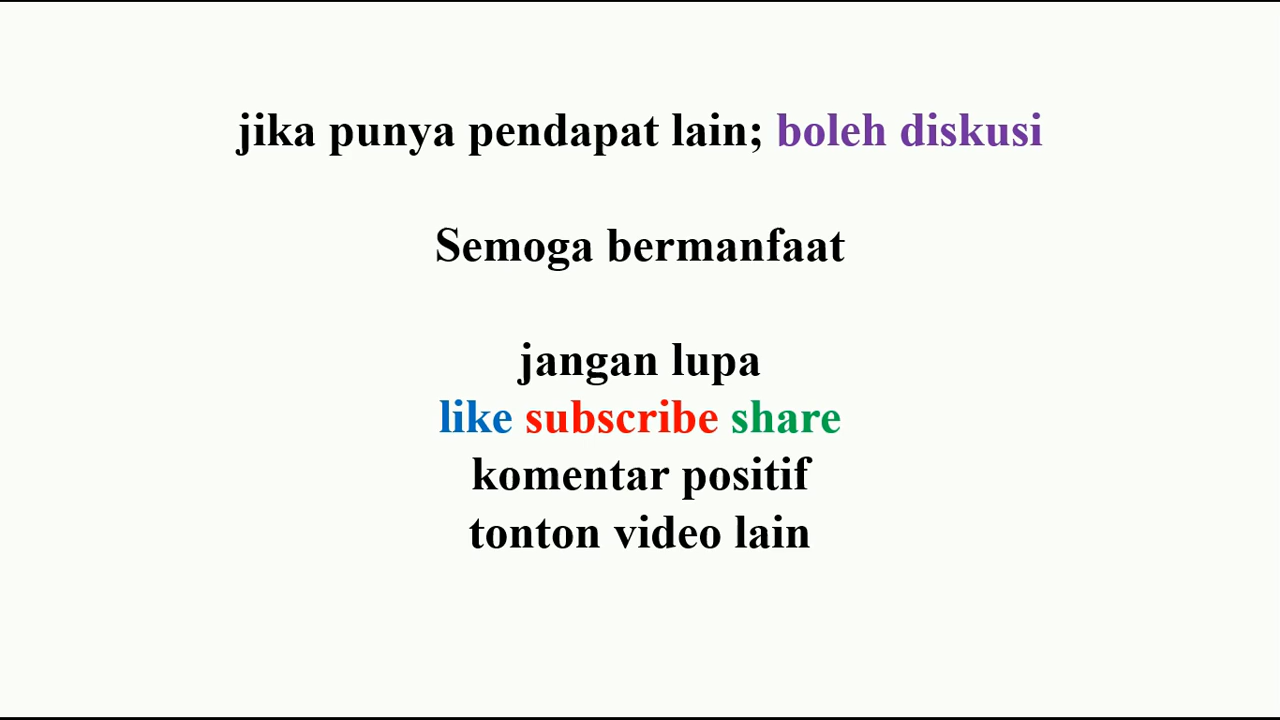 jika punya pendapat lain; boleh diskusi
Semoga bermanfaat
jangan lupa
like subscribe share
komentar positif
tonton video lain